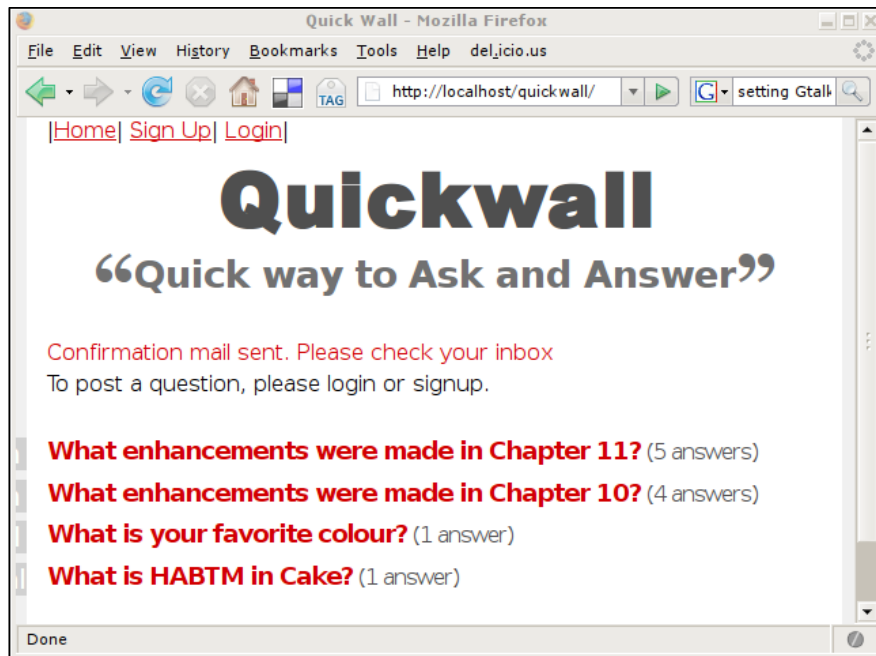 Quick Wall - Mozilla Firefox
File Edit View History Bookmarks Tools Help del.icio.us
TAG http://localhost/quickwall/ G setting Gtalk
|Home| Sign Up| Login|
Quickwall
“Quick way to Ask and Answer”
Confirmation mail sent. Please check your inbox
To post a question, please login or signup.
What enhancements were made in Chapter 11? (5 answers)
What enhancements were made in Chapter 10? (4 answers)
What is your favorite colour? (1 answer)
What is HABTM in Cake? (1 answer)
Done